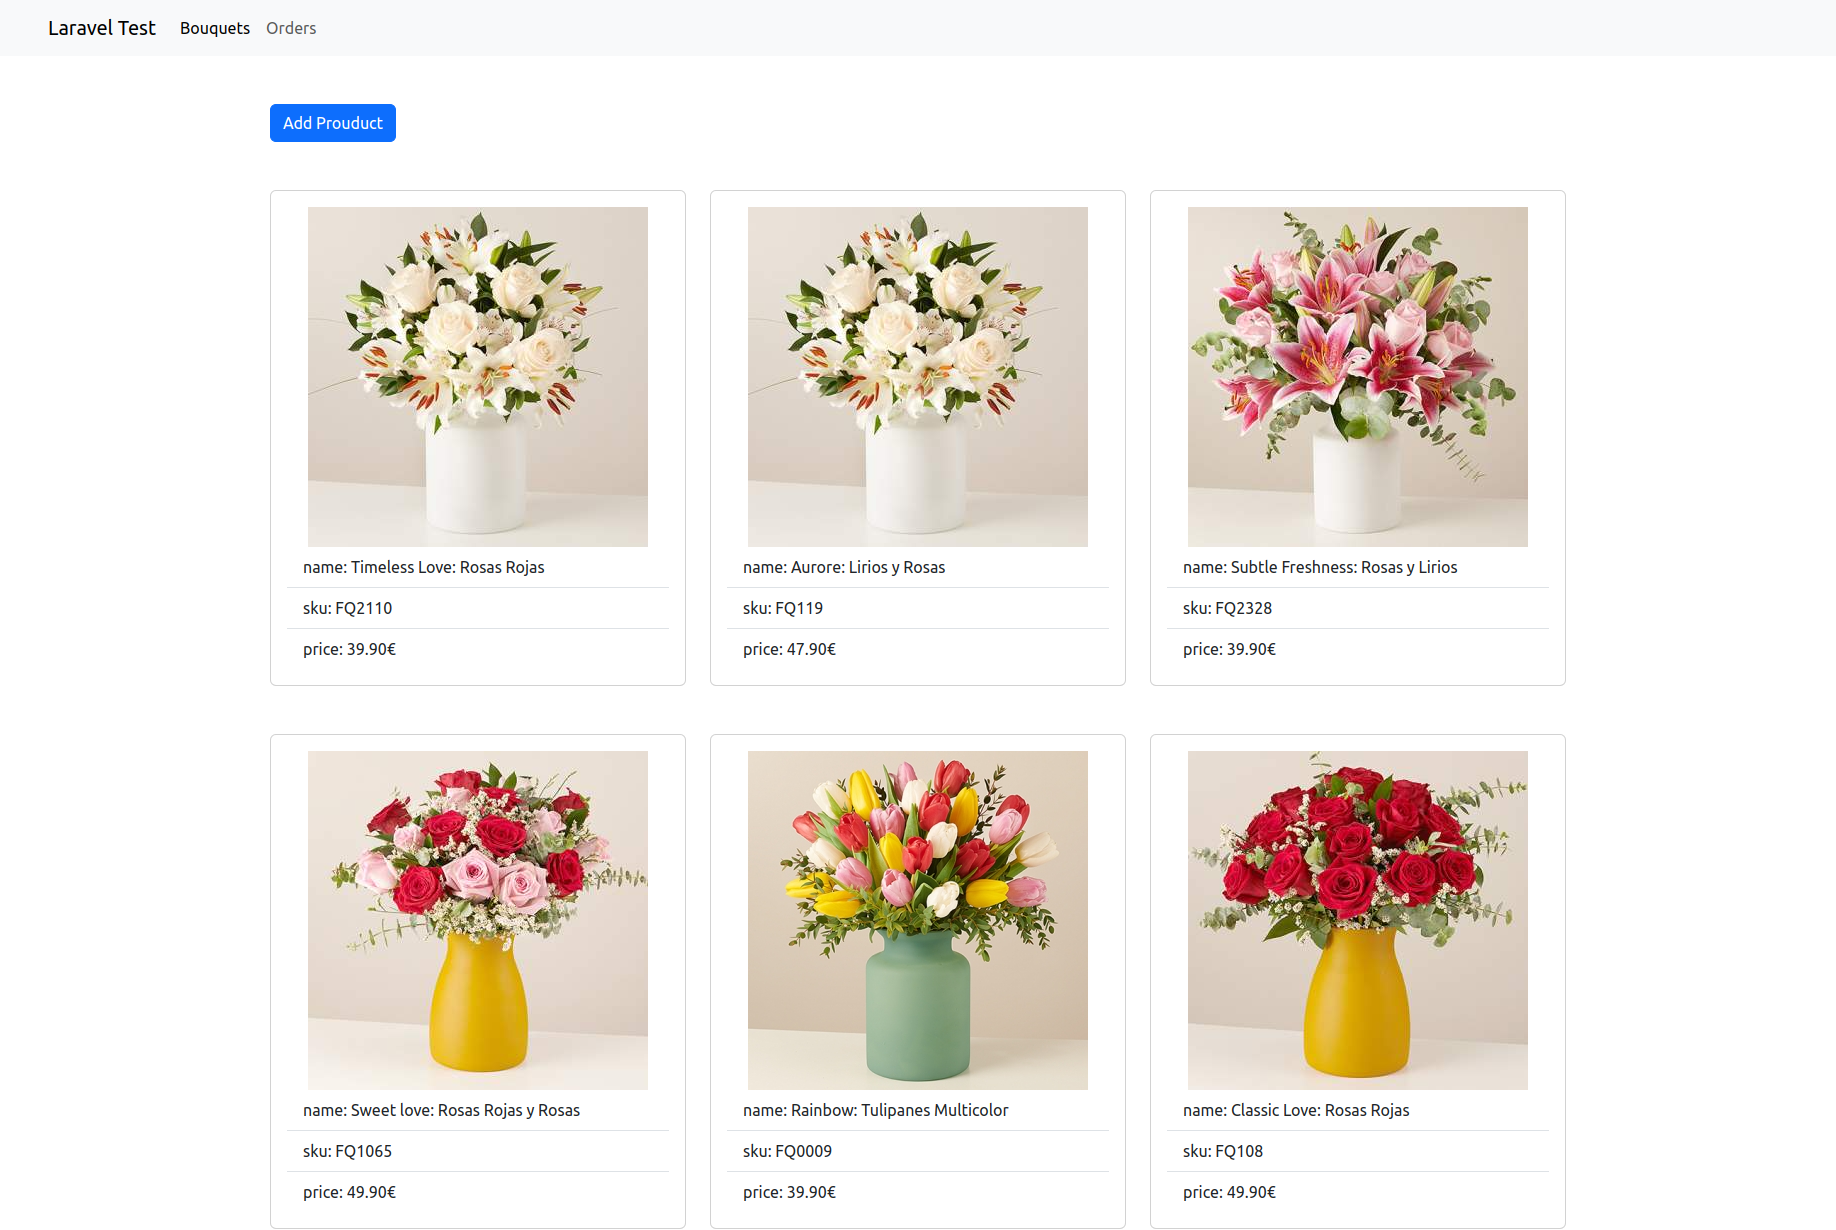 Laravel Test Bouquets Orders
Add Prouduct
name: Timeless Love: Rosas Rojas
sku: FQ2110
price: 39.90€
name: Aurore: Lirios y Rosas
sku: FQ119
price: 47.90€
name: Subtle Freshness: Rosas y Lirios
sku: FQ2328
price: 39.90€
name: Sweet love: Rosas Rojas y Rosas
sku: FQ1065
price: 49.90€
name: Rainbow: Tulipanes Multicolor
sku: FQ0009
price: 39.90€
name: Classic Love: Rosas Rojas
sku: FQ108
price: 49.90€